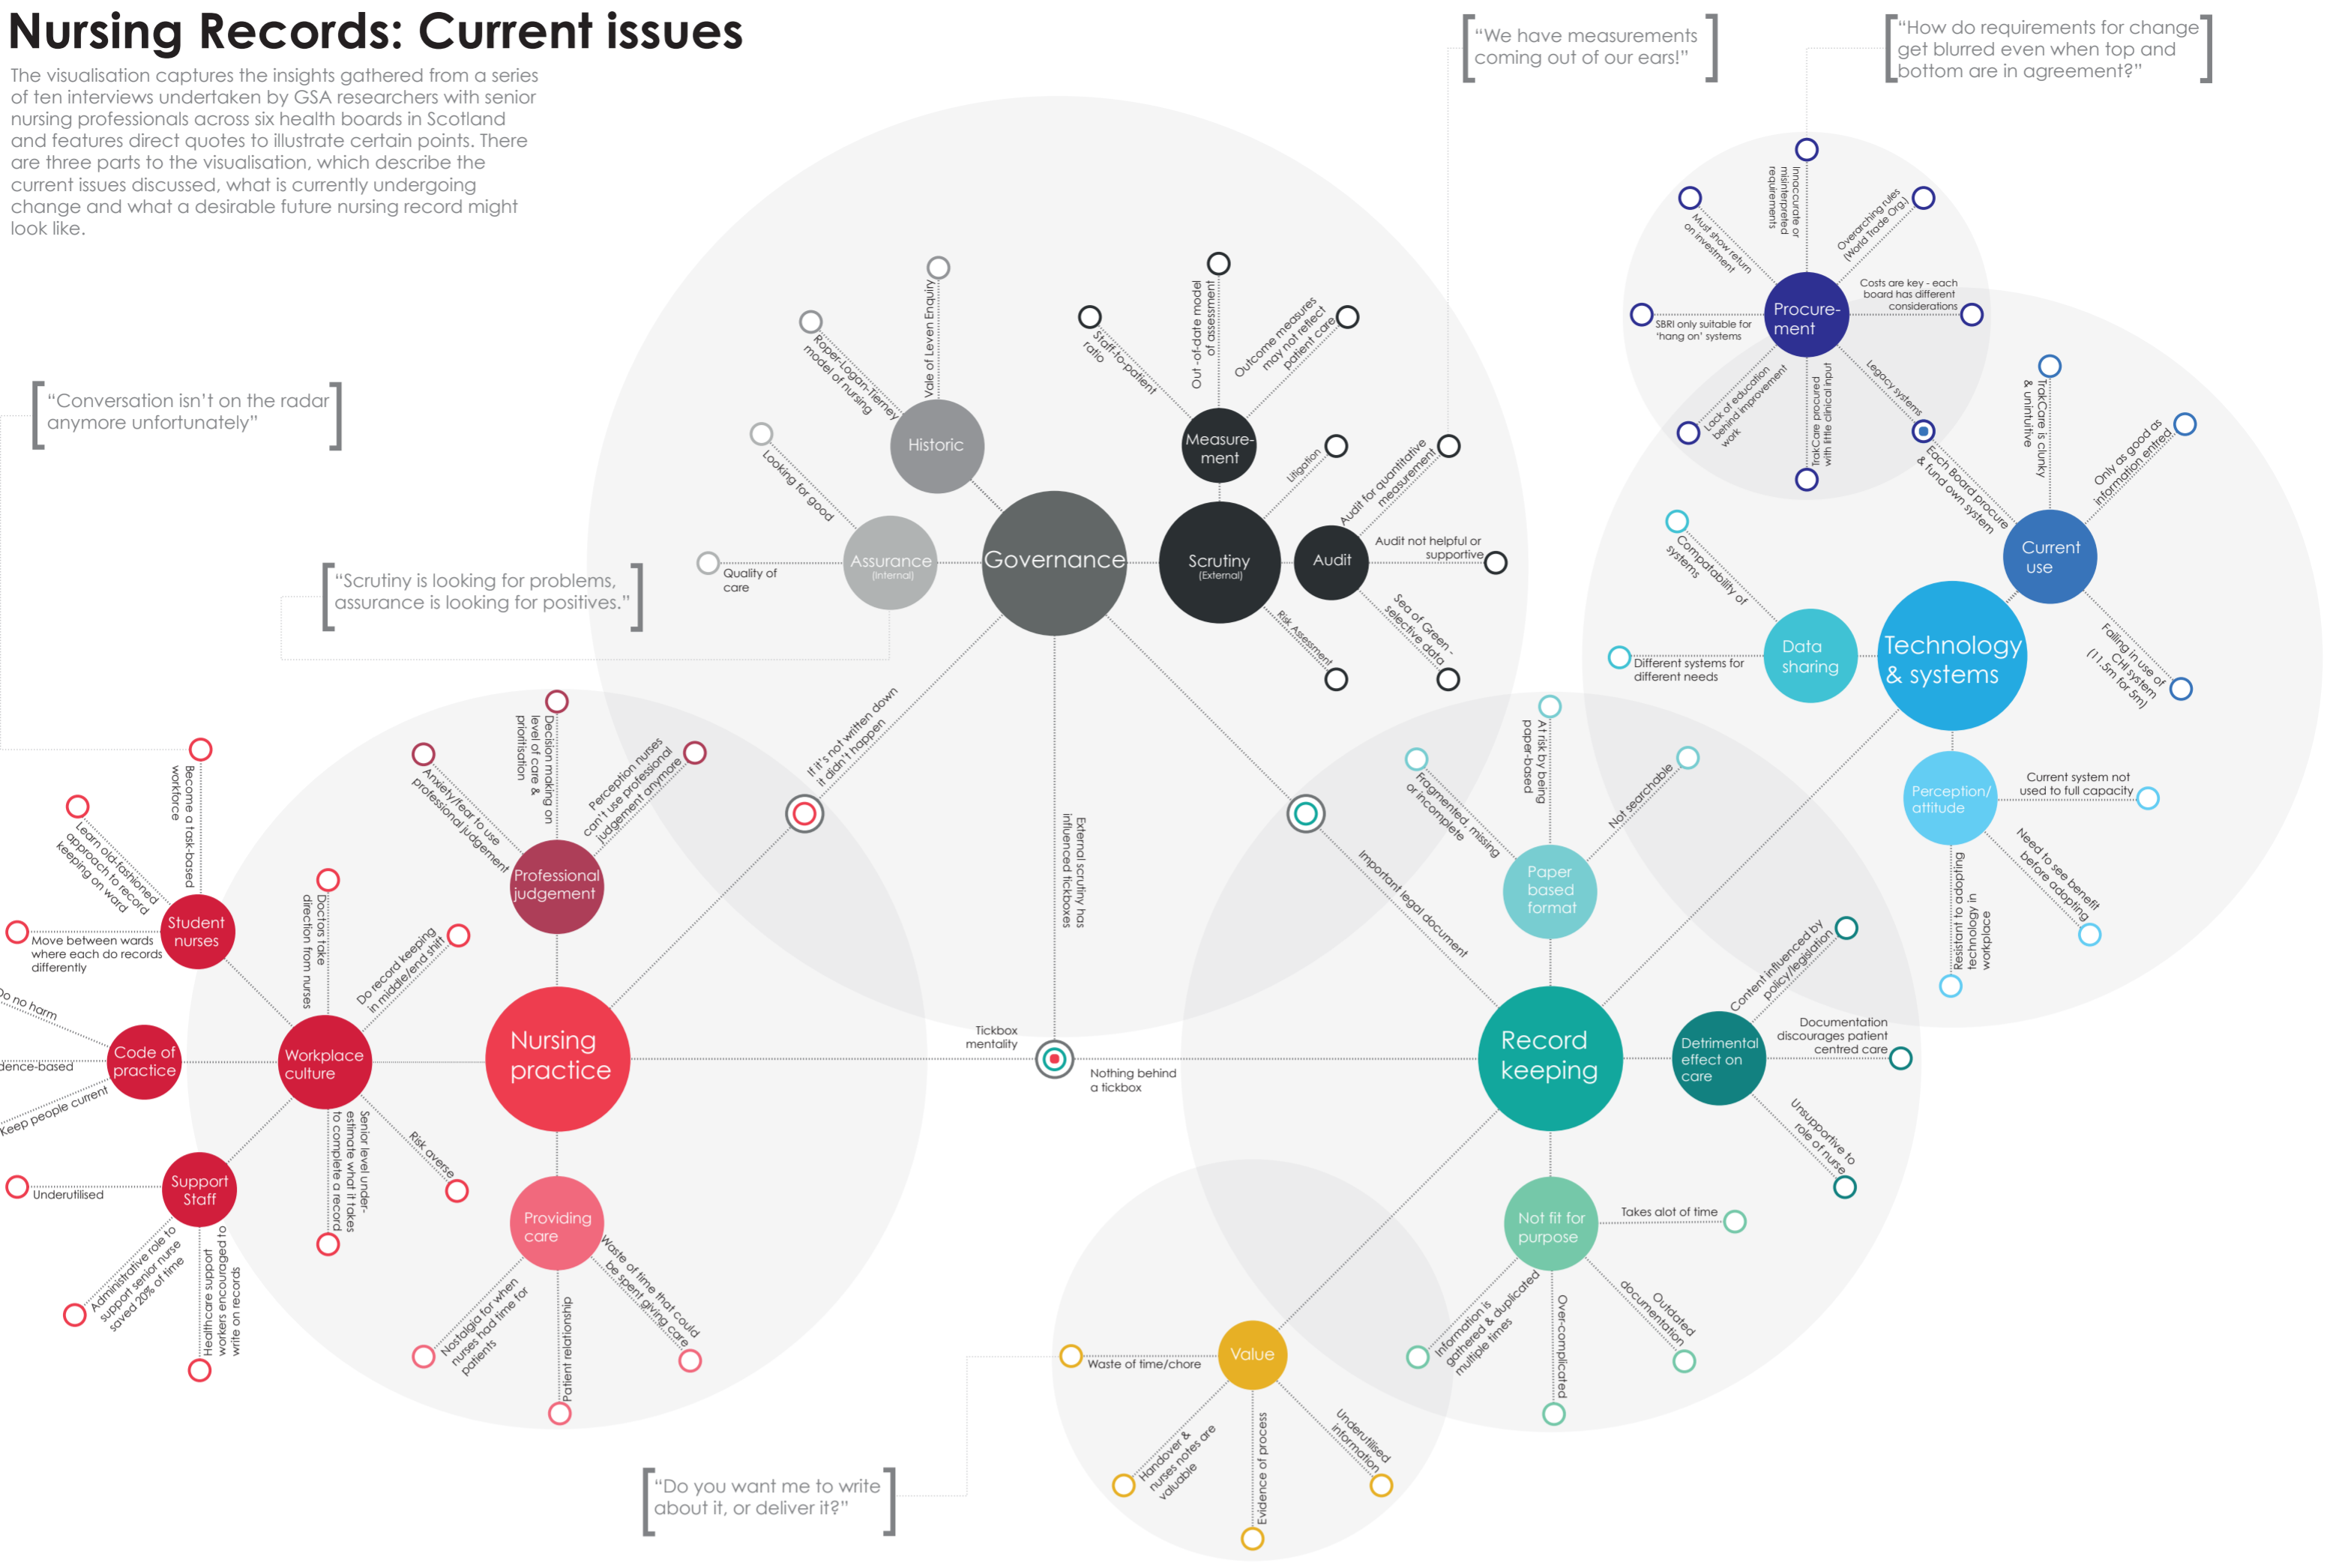 Nursing Records: Current issues
The visualisation captures the insights gathered from a series
of ten interviews undertaken by GSA researchers with senior
nursing professionals across six health boards in Scotland
and features direct quotes to illustrate certain points. There
are three parts to the visualisation, which describe the
current issues discussed, what is currently undergoing
change and what a desirable future nursing record might
look like.
“We have measurements
coming out of our ears!”
“How do requirements for change
get blurred even when top and
bottom are in agreement?”
“Conversation isn’t on the radar
anymore unfortunately”
“Scrutiny is looking for problems,
assurance is looking for positives.”
Governance
Historic
Roper-Logan-Tierney
model of nursing
Vale of Leven Enquiry
Assurance
(Internal)
Looking for good
Quality of
care
Measure-
ment
Staff-to-patient
ratio
Out -of-date model
of assessment
Outcome measures
may not reflect
patient care
Scrutiny
(External)
Litigation
Risk Assessment
Audit
Audit for quantitative
measurement
Audit not helpful or
supportive
Sea of Green -
selective data
Procure-
ment
Innaccurate or
misinterpreted
requirements
Overarching rules
(World Trade Org.)
Must show return
on investment
Costs are key - each
board has different
considerations
SBRI only suitable for
‘hang on’ systems
Lack of education
behind improvement
work
TrakCare procured
with little clinical input
Legacy systems
Each Board procure
& fund own system
Current
use
TrakCare is clunky
& unintuitive
Only as good as
information entred
Failing in use of
CHI system
(11.5m for 5m)
Technology
& systems
Data
sharing
Compatability of
systems
Different systems for
different needs
Perception/
attitude
Current system not
used to full capacity
Need to see benefit
before adopting
Resistant to adopting
technology in
workplace
If it’s not written down
it didn’t happen
External scrutiny has
influenced tickboxes
Important legal document
Tickbox
mentality
Nothing behind
a tickbox
Nursing
practice
Professional
judgement
Anxiety/fear to use
professional judgement
Decision making on
level of care &
prioritisation
Perception nurses
can’t use professional
judgement anymore
Workplace
culture
Doctors take
direction from nurses
Do record keeping
in middle/end shift
Risk averse
Senior level under-
estimate what it takes
to complete a record
Student
nurses
Become a task-based
workforce
Learn old-fashioned
approach to record
keeping on ward
Move between wards
where each do records
differently
Code of
practice
Do no harm
dence-based
Keep people current
Support
Staff
Underutilised
Administrative role to
support senior nurse
saved 20% of time
Healthcare support
workers encouraged to
write on records
Providing
care
Nostalgia for when
nurses had time for
patients
Patient relationship
Waste of time that could
be spent giving care
Record
keeping
Paper
based
format
Fragmented, missing
or incomplete
At risk by being
paper-based
Not searchable
Detrimental
effect on
care
Content influenced by
policy/legislation
Documentation
discourages patient
centred care
Unsupportive to
role of nurse
Not fit for
purpose
Takes alot of time
Outdated
documentation
Over-complicated
Information is
gathered & duplicated
multiple times
Value
Waste of time/chore
Handover &
nurses notes are
valuable
Evidence of process
Underutilised
information
“Do you want me to write
about it, or deliver it?”